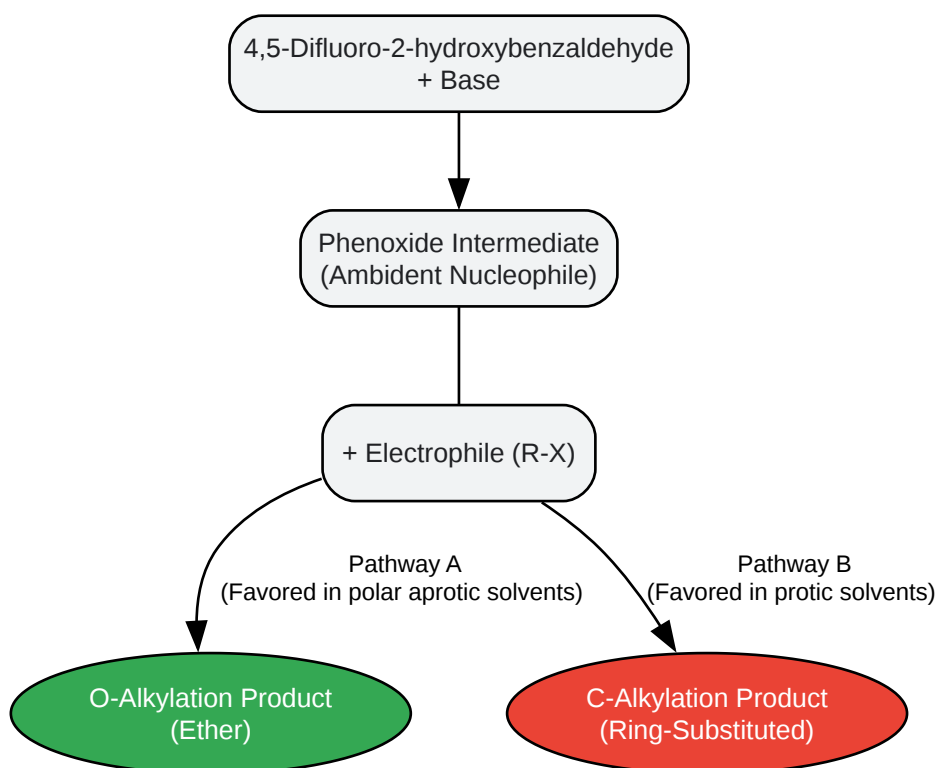 4,5-Difluoro-2-hydroxybenzaldehyde
+ Base
Phenoxide Intermediate
(Ambident Nucleophile)
+ Electrophile (R-X)
Pathway A
(Favored in polar aprotic solvents)
Pathway B
(Favored in protic solvents)
O-Alkylation Product
(Ether)
C-Alkylation Product
(Ring-Substituted)